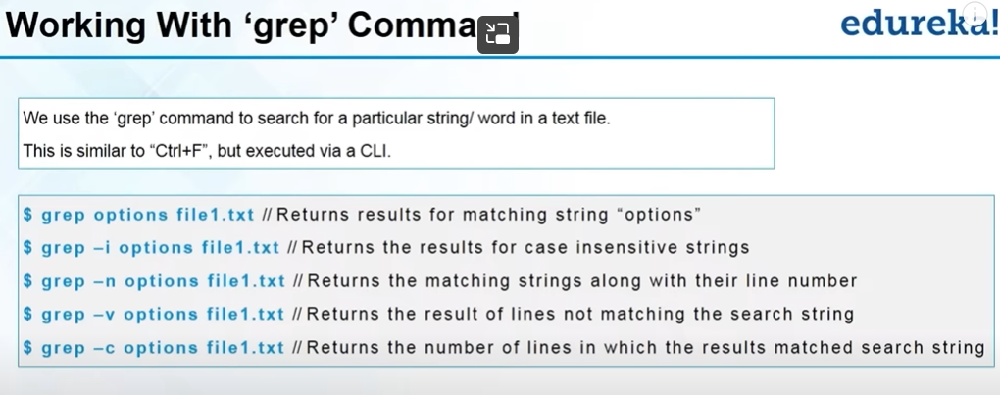 Working With ‘grep’ Comma
edureka!
We use the ‘grep’ command to search for a particular string/ word in a text file.
This is similar to “Ctrl+F”, but executed via a CLI.
$ grep options file1.txt // Returns results for matching string “options”
$ grep –i options file1.txt // Returns the results for case insensitive strings
$ grep –n options file1.txt // Returns the matching strings along with their line number
$ grep –v options file1.txt // Returns the result of lines not matching the search string
$ grep –c options file1.txt // Returns the number of lines in which the results matched search string